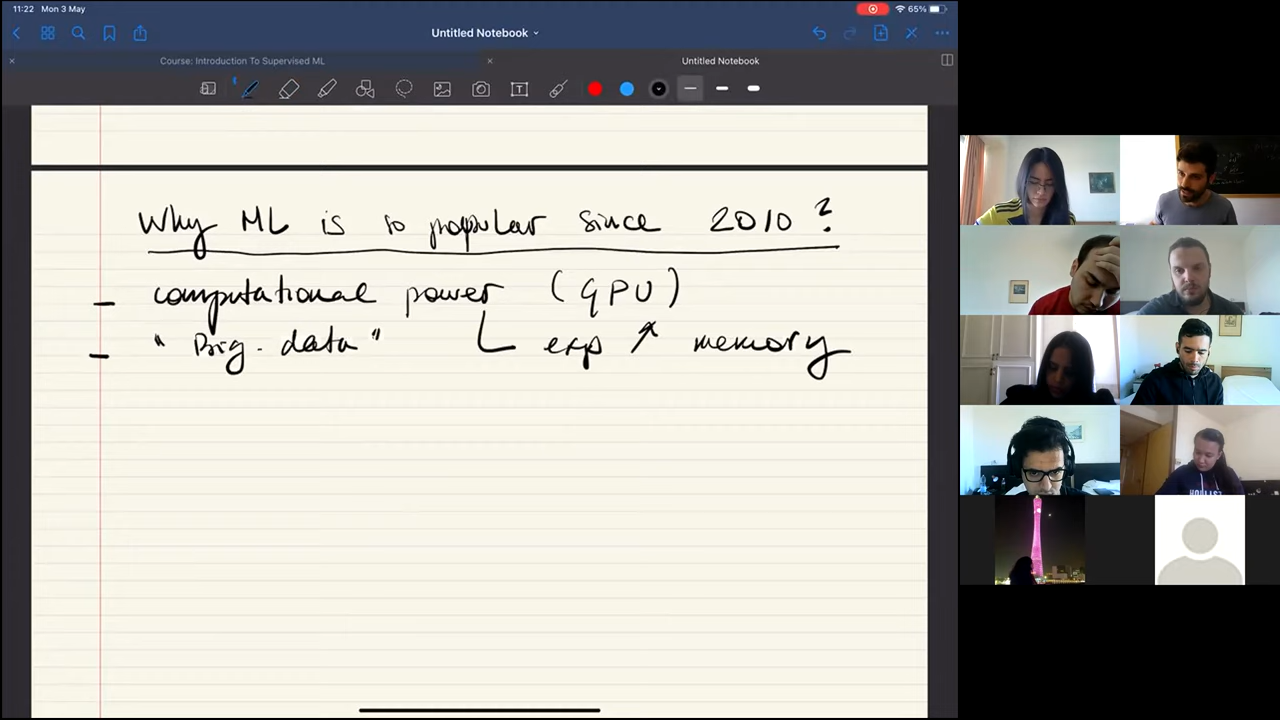 11:22 Mon 3 May
65%
Untitled Notebook
Course: Introduction To Supervised ML
Untitled Notebook
Why ML is so popular since 2010 ?
- computational power (GPU)
- "Big-data"
exp ↗ memory